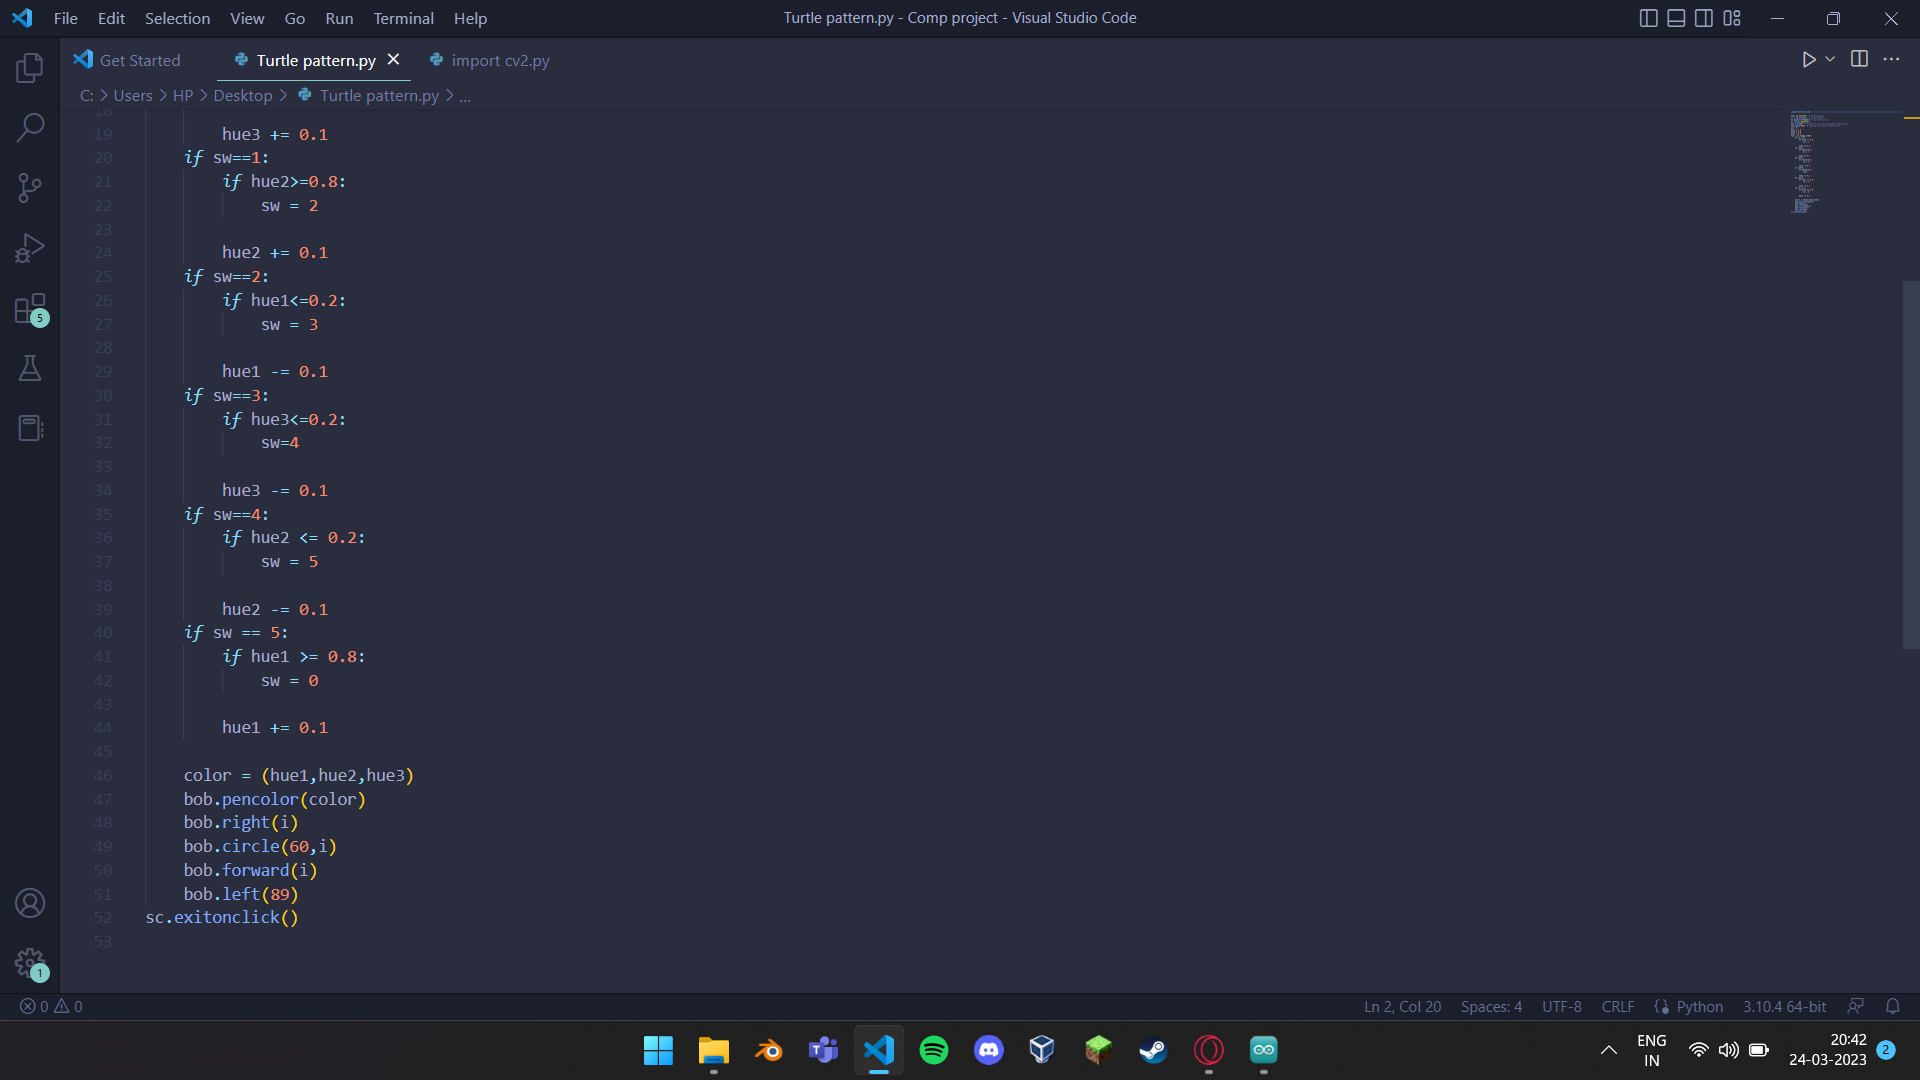 File Edit Selection View Go Run Terminal Help
Turtle pattern.py - Comp project - Visual Studio Code
Get Started
Turtle pattern.py
import cv2.py
C: > Users > HP > Desktop > Turtle pattern.py > ...
18
19 hue3 += 0.1
20 if sw==1:
21 if hue2>=0.8:
22 sw = 2
23
24 hue2 += 0.1
25 if sw==2:
26 if hue1<=0.2:
27 sw = 3
28
29 hue1 -= 0.1
30 if sw==3:
31 if hue3<=0.2:
32 sw=4
33
34 hue3 -= 0.1
35 if sw==4:
36 if hue2 <= 0.2:
37 sw = 5
38
39 hue2 -= 0.1
40 if sw == 5:
41 if hue1 >= 0.8:
42 sw = 0
43
44 hue1 += 0.1
45
46 color = (hue1,hue2,hue3)
47 bob.pencolor(color)
48 bob.right(i)
49 bob.circle(60,i)
50 bob.forward(i)
51 bob.left(89)
52 sc.exitonclick()
53
5
1
0 0
Ln 2, Col 20 Spaces: 4 UTF-8 CRLF Python 3.10.4 64-bit
ENG
IN
20:42
24-03-2023
2